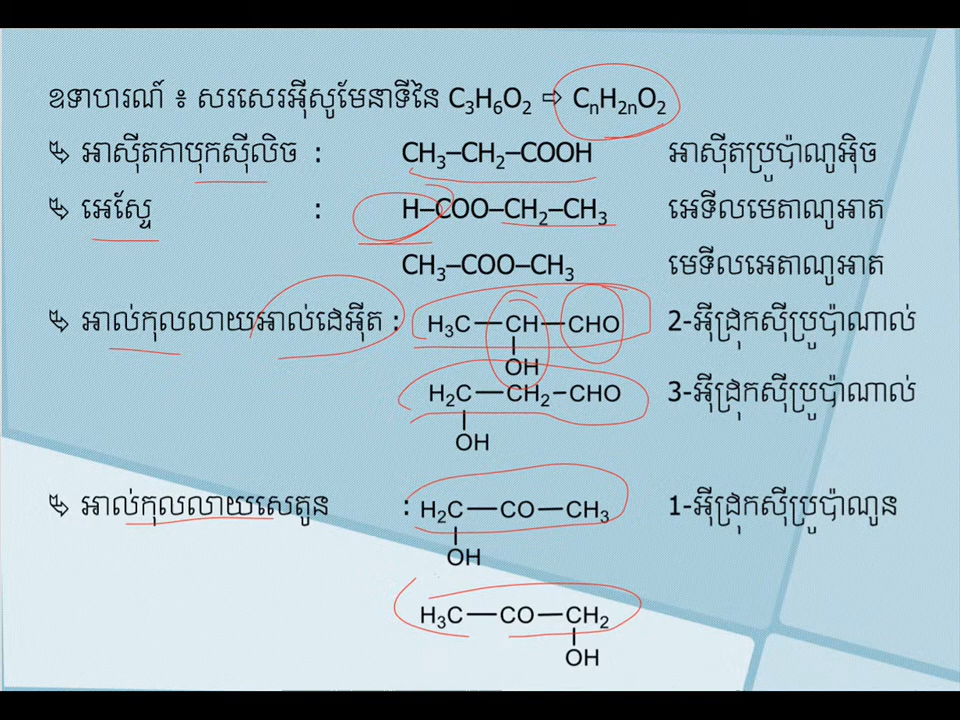 ឧទាហរណ៍ ៖ សរសេរអ៊ីសូមែនាទីនៃ C₃H₆O₂ ⇨ CₙH₂ₙO₂
អាស៊ីតកាបុកស៊ីលិច : CH₃–CH₂–COOH អាស៊ីតប្រូប៉ាណូអ៊ិច
អេស្ទែ : H–COO–CH₂–CH₃ អេទីលមេតាណូអាត
CH₃–COO–CH₃ មេទីលអេតាណូអាត
អាល់កុលលាយអាល់ដេអ៊ីត : H₃C—CH—CHO 2-អ៊ីដ្រុកស៊ីប្រូប៉ាណាល់
OH
H₂C—CH₂–CHO 3-អ៊ីដ្រុកស៊ីប្រូប៉ាណាល់
OH
អាល់កុលលាយសេតូន : H₂C—CO—CH₃ 1-អ៊ីដ្រុកស៊ីប្រូប៉ាណូន
OH
H₃C—CO—CH₂
OH